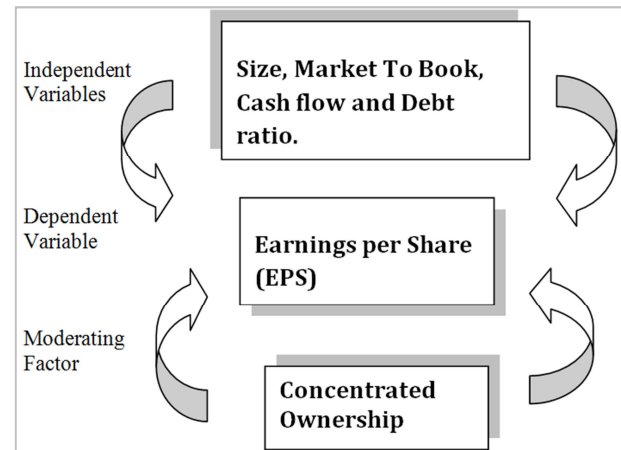 Independent
Variables
Size, Market To Book,
Cash flow and Debt
ratio.
Dependent
Variable
Earnings per Share
(EPS)
Moderating
Factor
Concentrated
Ownership